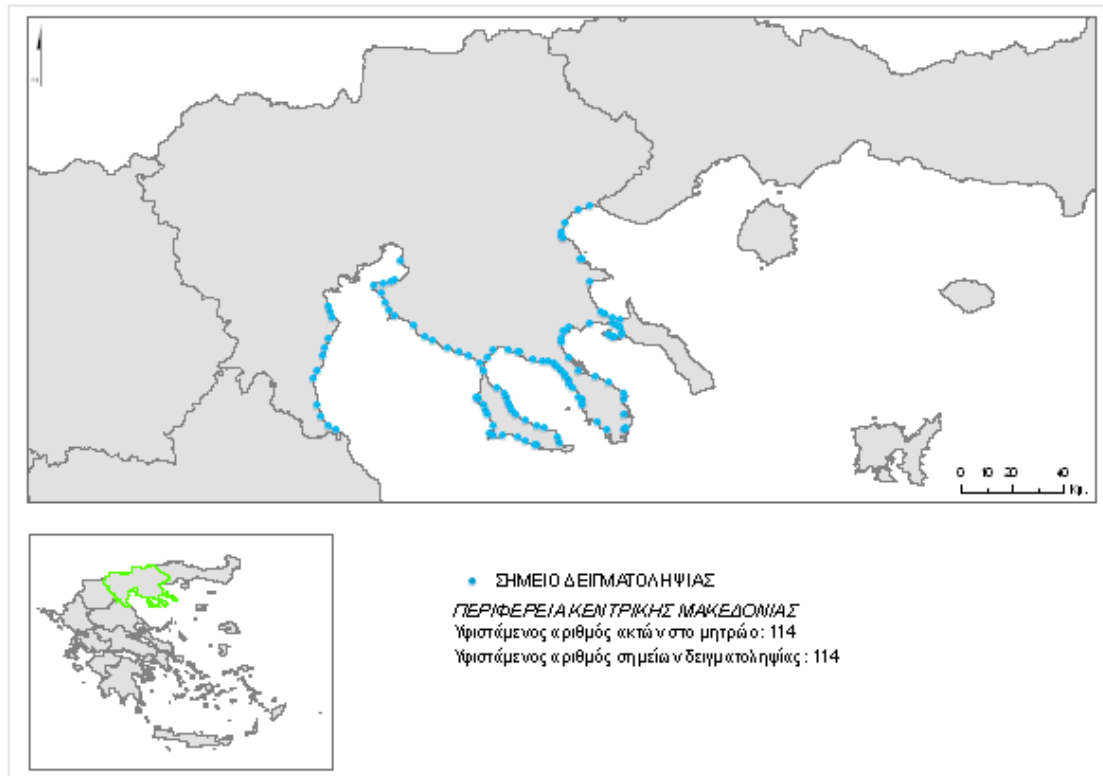 0 10 20 40
Km.
ΣΗΜΕΙΟ ΔΕΙΓΜΑΤΟΛΗΨΙΑΣ
ΠΕΡΙΦΕΡΕΙΑ ΚΕΝΤΡΙΚΗΣ ΜΑΚΕΔΟΝΙΑΣ
Υφιστάμενος αριθμός ακτών στο μητρώο: 114
Υφιστάμενος αριθμός σημείων δειγματοληψίας : 114